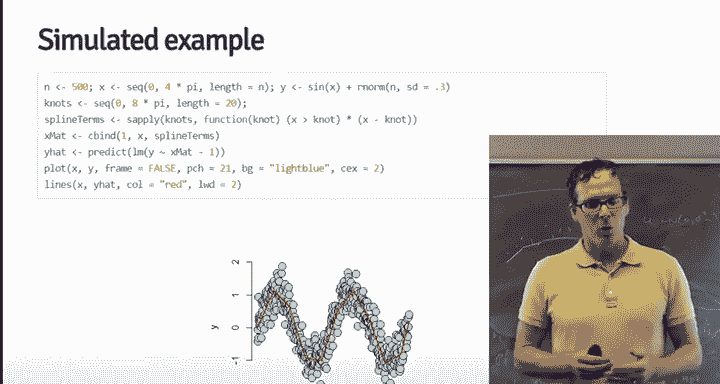 Simulated example
n <- 500; x <- seq(0, 4 * pi, length = n); y <- sin(x) + rnorm(n, sd = .3)
knots <- seq(0, 8 * pi, length = 20);
splineTerms <- sapply(knots, function(knot) (x > knot) * (x - knot))
xMat <- cbind(1, x, splineTerms)
yhat <- predict(lm(y ~ xMat - 1))
plot(x, y, frame = FALSE, pch = 21, bg = "lightblue", cex = 2)
lines(x, yhat, col = "red", lwd = 2)
2
1
0
-1
y